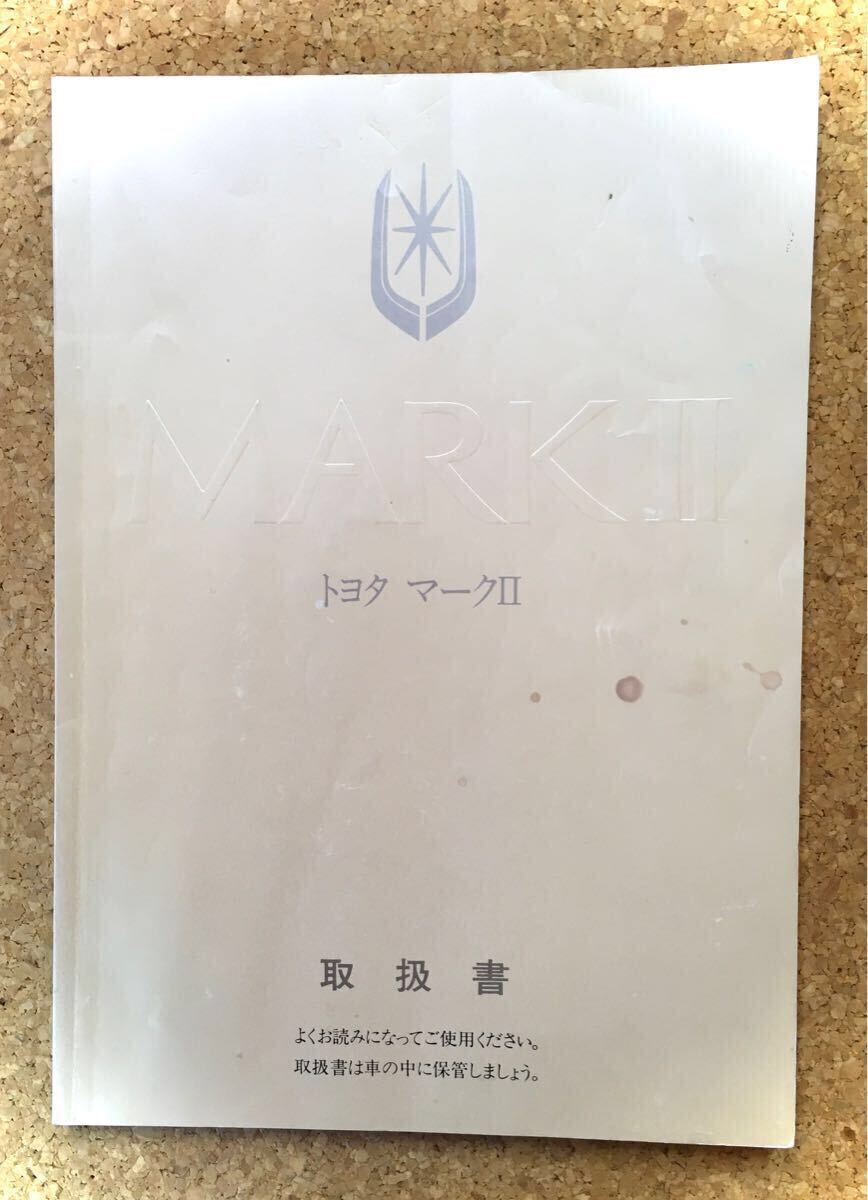 MARK II
トヨタ マークII
取扱書
よくお読みになってご使用ください。
取扱書は車の中に保管しましょう。